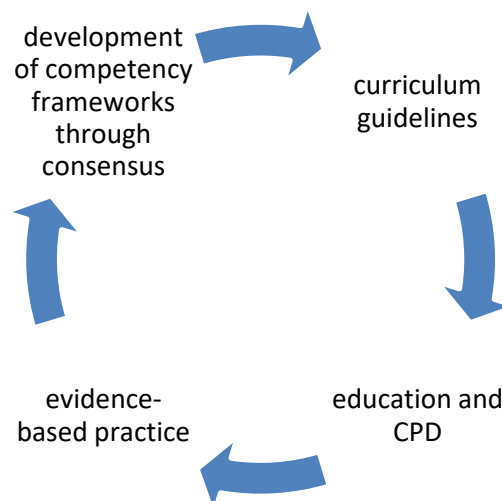 development
of competency
frameworks
through
consensus
curriculum
guidelines
education and
CPD
evidence-
based practice